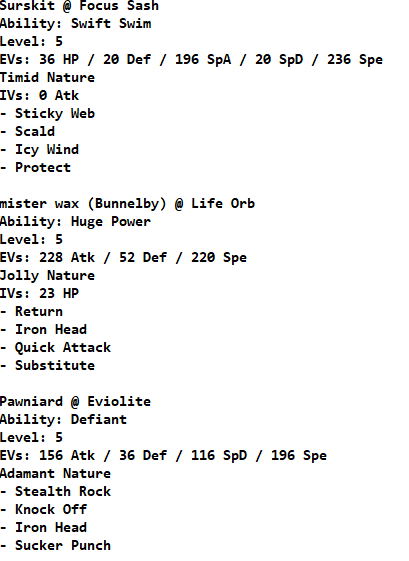 Surskit @ Focus Sash
Ability: Swift Swim
Level: 5
EVs: 36 HP / 20 Def / 196 SpA / 20 SpD / 236 Spe
Timid Nature
IVs: 0 Atk
- Sticky Web
- Scald
- Icy Wind
- Protect

mister wax (Bunnelby) @ Life Orb
Ability: Huge Power
Level: 5
EVs: 228 Atk / 52 Def / 220 Spe
Jolly Nature
IVs: 23 HP
- Return
- Iron Head
- Quick Attack
- Substitute

Pawniard @ Eviolite
Ability: Defiant
Level: 5
EVs: 156 Atk / 36 Def / 116 SpD / 196 Spe
Adamant Nature
- Stealth Rock
- Knock Off
- Iron Head
- Sucker Punch